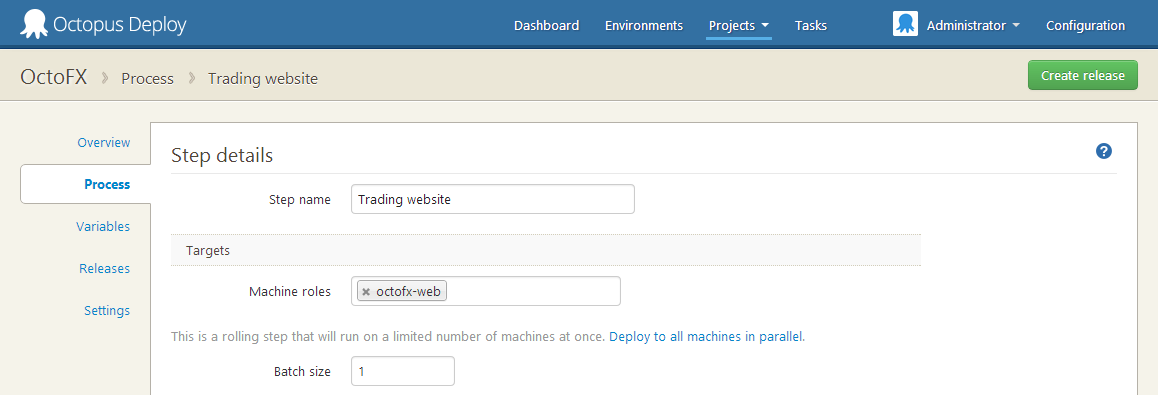 Octopus Deploy Dashboard Environments Projects Tasks Administrator Configuration
OctoFX Process Trading website Create release
Overview
Step details
Process
Step name Trading website
Variables
Targets
Releases
Machine roles octofx-web
Settings
This is a rolling step that will run on a limited number of machines at once. Deploy to all machines in parallel.
Batch size 1